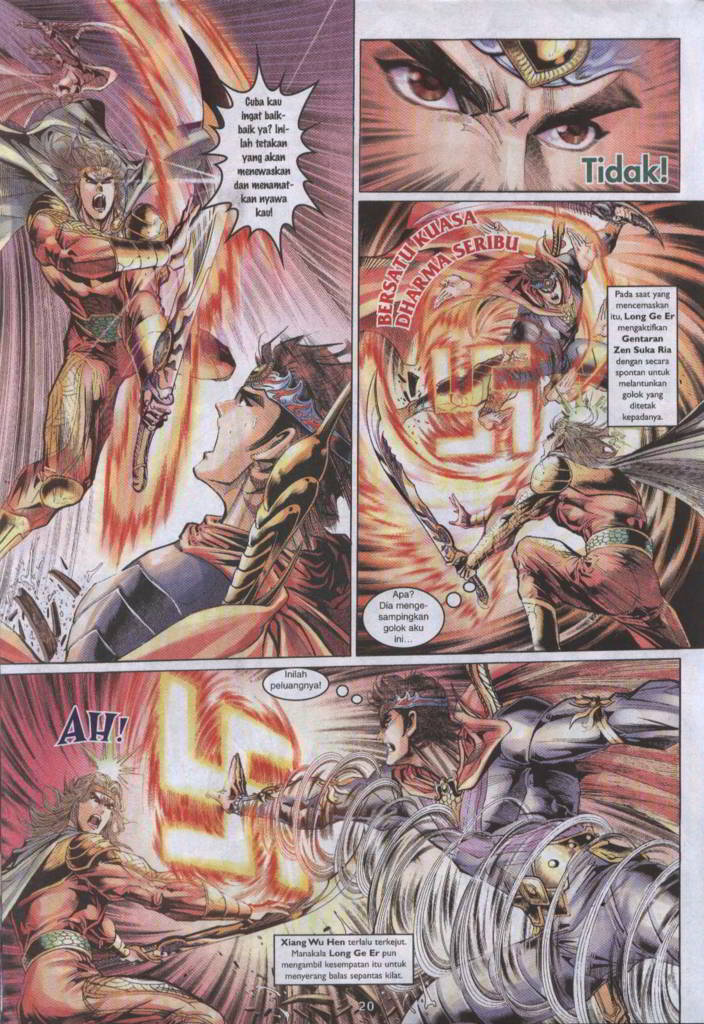 Cuba kau
ingat baik-
baik ya? Ini-
lah tetakan
yang akan
menewaskan
dan menamat-
kan nyawa
kau!
Tidak!
BERSATU KUASA
DHARMA SERIBU
Pada saat yang
mencemaskan
itu, Long Ge Er
mengaktifkan
Gentaran
Zen Suka Ria
dengan secara
spontan untuk
melantunkan
golok yang
ditetak
kepadanya.
Apa?
Dia menge-
sampingkan
golok aku
ini...
Inilah
peluangnya!
AH!
Xiang Wu Hen terlalu terkejut.
Manakala Long Ge Er pun
mengambil kesempatan itu untuk
menyerang balas sepantas kilat.
20